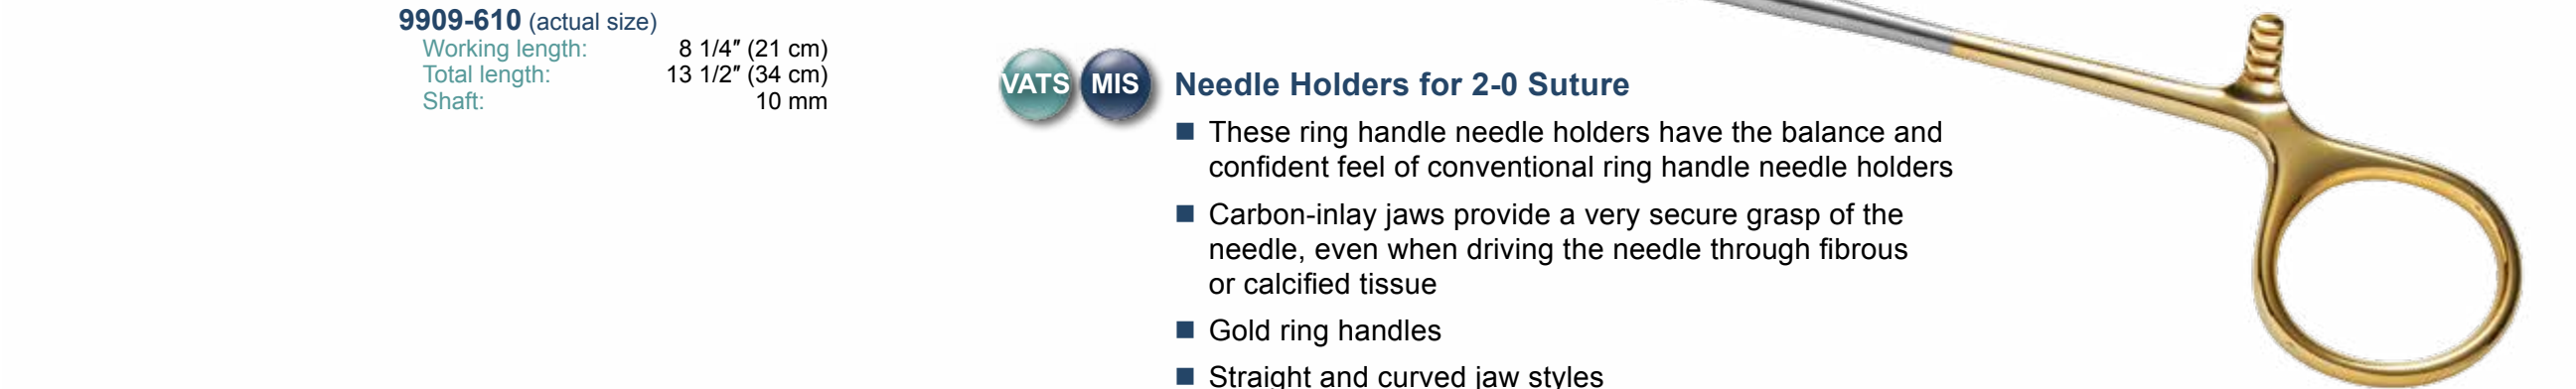 9909-610 (actual size)
Working length: 8 1/4″ (21 cm)
Total length: 13 1/2″ (34 cm)
Shaft: 10 mm
VATS MIS Needle Holders for 2-0 Suture
■ These ring handle needle holders have the balance and
confident feel of conventional ring handle needle holders
■ Carbon-inlay jaws provide a very secure grasp of the
needle, even when driving the needle through fibrous
or calcified tissue
■ Gold ring handles
■ Straight and curved jaw styles